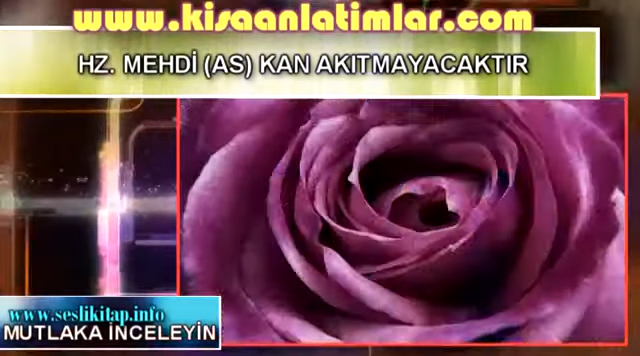 www.kisaanlatimlar.com
HZ. MEHDİ (AS) KAN AKITMAYACAKTIR
www.seslikitap.info
MUTLAKA İNCELEYİN